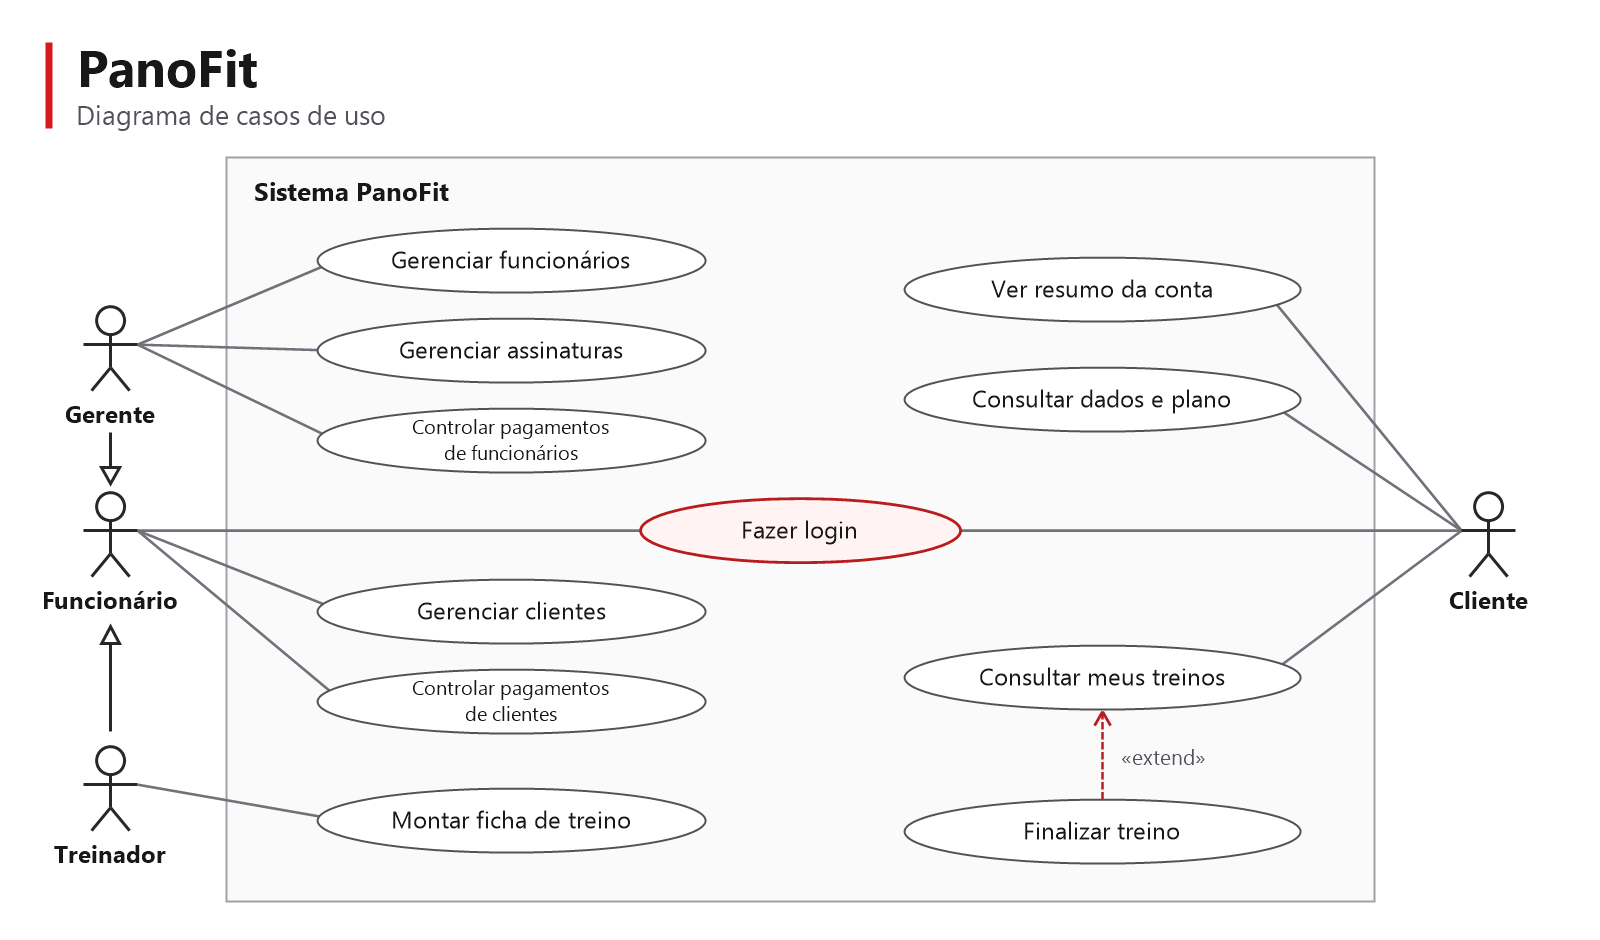 PanoFit
Diagrama de casos de uso
Sistema PanoFit
Gerenciar funcionários
Ver resumo da conta
Gerenciar assinaturas
Consultar dados e plano
Gerente
Controlar pagamentos
de funcionários
Fazer login
Funcionário
Cliente
Gerenciar clientes
Consultar meus treinos
Controlar pagamentos
de clientes
«extend»
Montar ficha de treino
Finalizar treino
Treinador